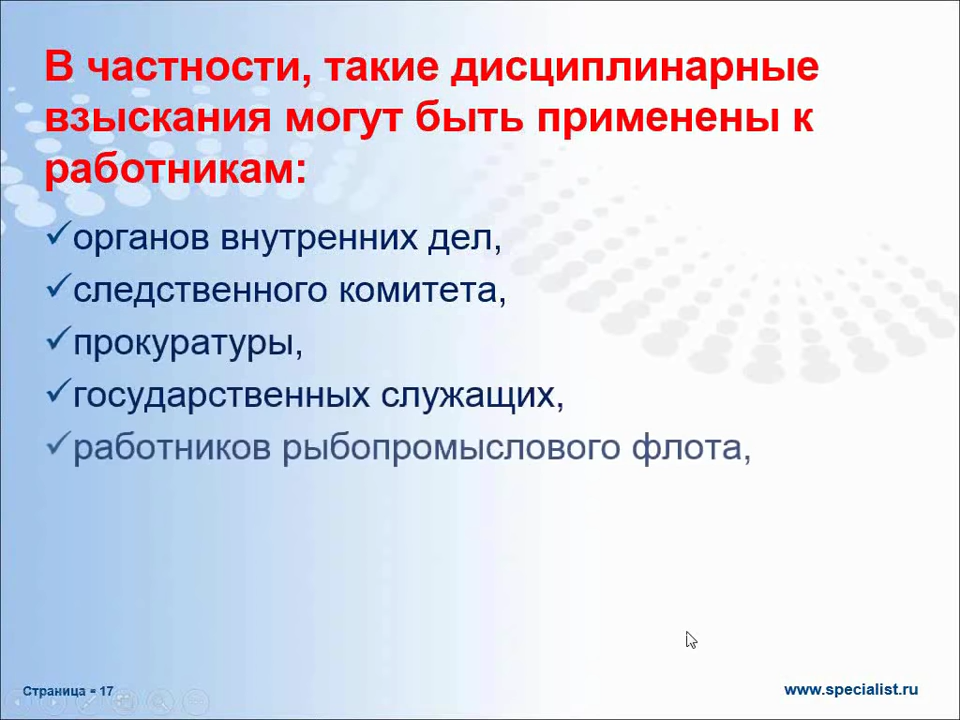 В частности, такие дисциплинарные
взыскания могут быть применены к
работникам:
органов внутренних дел,
следственного комитета,
прокуратуры,
государственных служащих,
работников рыбопромыслового флота,
Страница = 17
www.specialist.ru